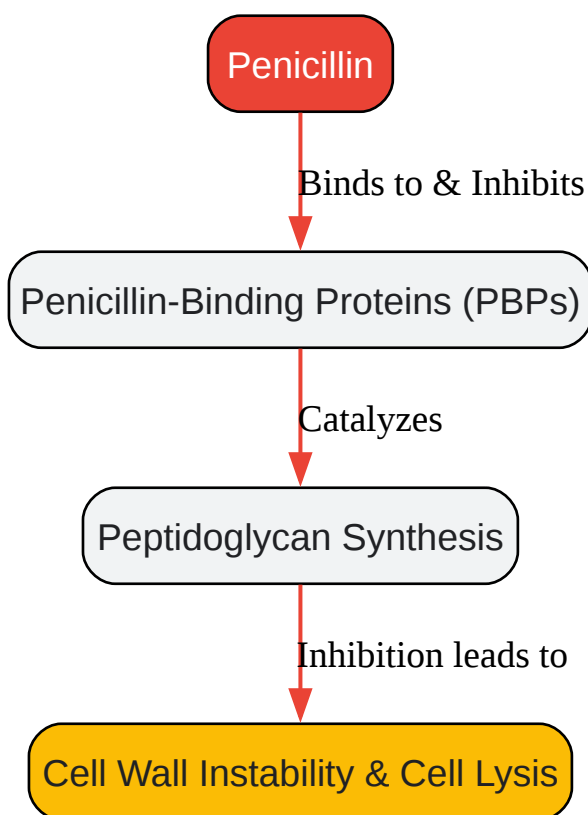 Penicillin
Binds to & Inhibits
Penicillin-Binding Proteins (PBPs)
Catalyzes
Peptidoglycan Synthesis
Inhibition leads to
Cell Wall Instability & Cell Lysis